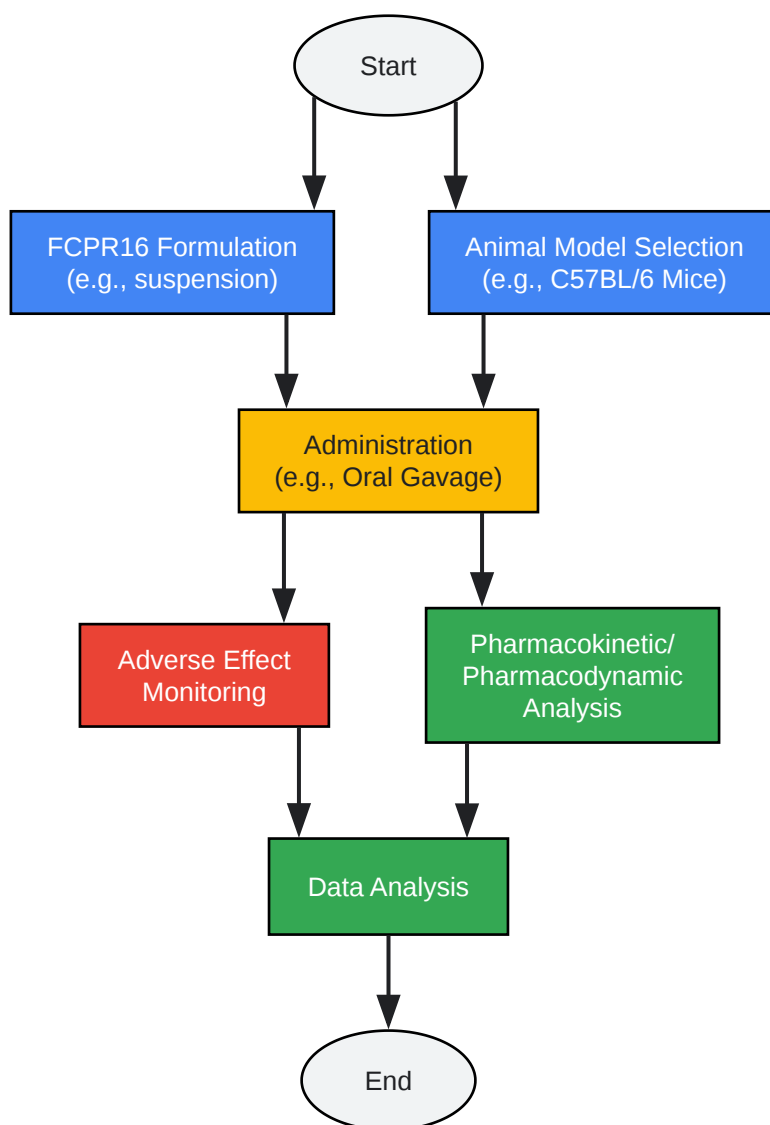 Start
FCPR16 Formulation
(e.g., suspension)
Animal Model Selection
(e.g., C57BL/6 Mice)
Administration
(e.g., Oral Gavage)
Adverse Effect
Monitoring
Pharmacokinetic/
Pharmacodynamic
Analysis
Data Analysis
End